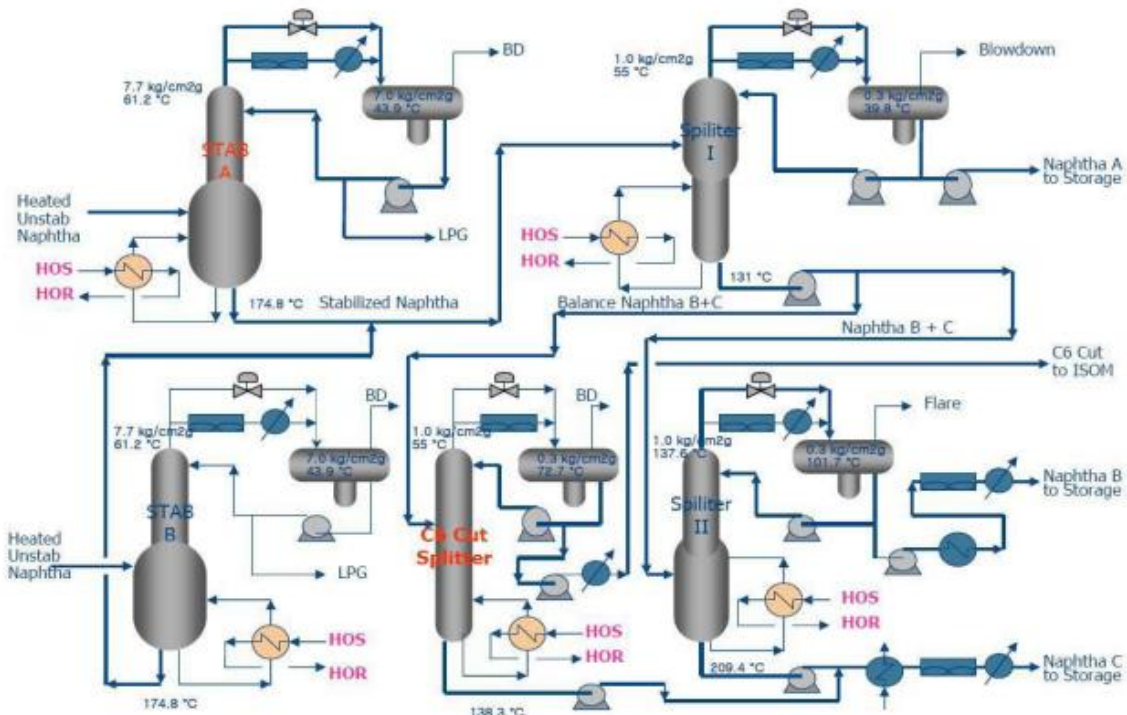 BD
7.7 kg/cm2g
61.2 °C
7.0 kg/cm2g
43.9 °C
STAB
A
Heated
Unstab
Naphtha
HOS
HOR
LPG
174.8 °C
Stabilized Naphtha
1.0 kg/cm2g
55 °C
Blowdown
0.3 kg/cm2g
39.8 °C
Spiliter
I
Naphtha A
to Storage
HOS
HOR
131 °C
Balance Naphtha B+C
Naphtha B + C
C6 Cut
to ISOM
BD
7.7 kg/cm2g
61.2 °C
7.0 kg/cm2g
43.9 °C
STAB
B
Heated
Unstab
Naphtha
LPG
HOS
HOR
174.8 °C
BD
1.0 kg/cm2g
55 °C
0.3 kg/cm2g
72.7 °C
C6 Cut
Splitter
HOS
HOR
138.3 °C
Flare
1.0 kg/cm2g
137.6 °C
0.3 kg/cm2g
101.7 °C
Spiliter
II
Naphtha B
to Storage
HOS
HOR
209.4 °C
Naphtha C
to Storage